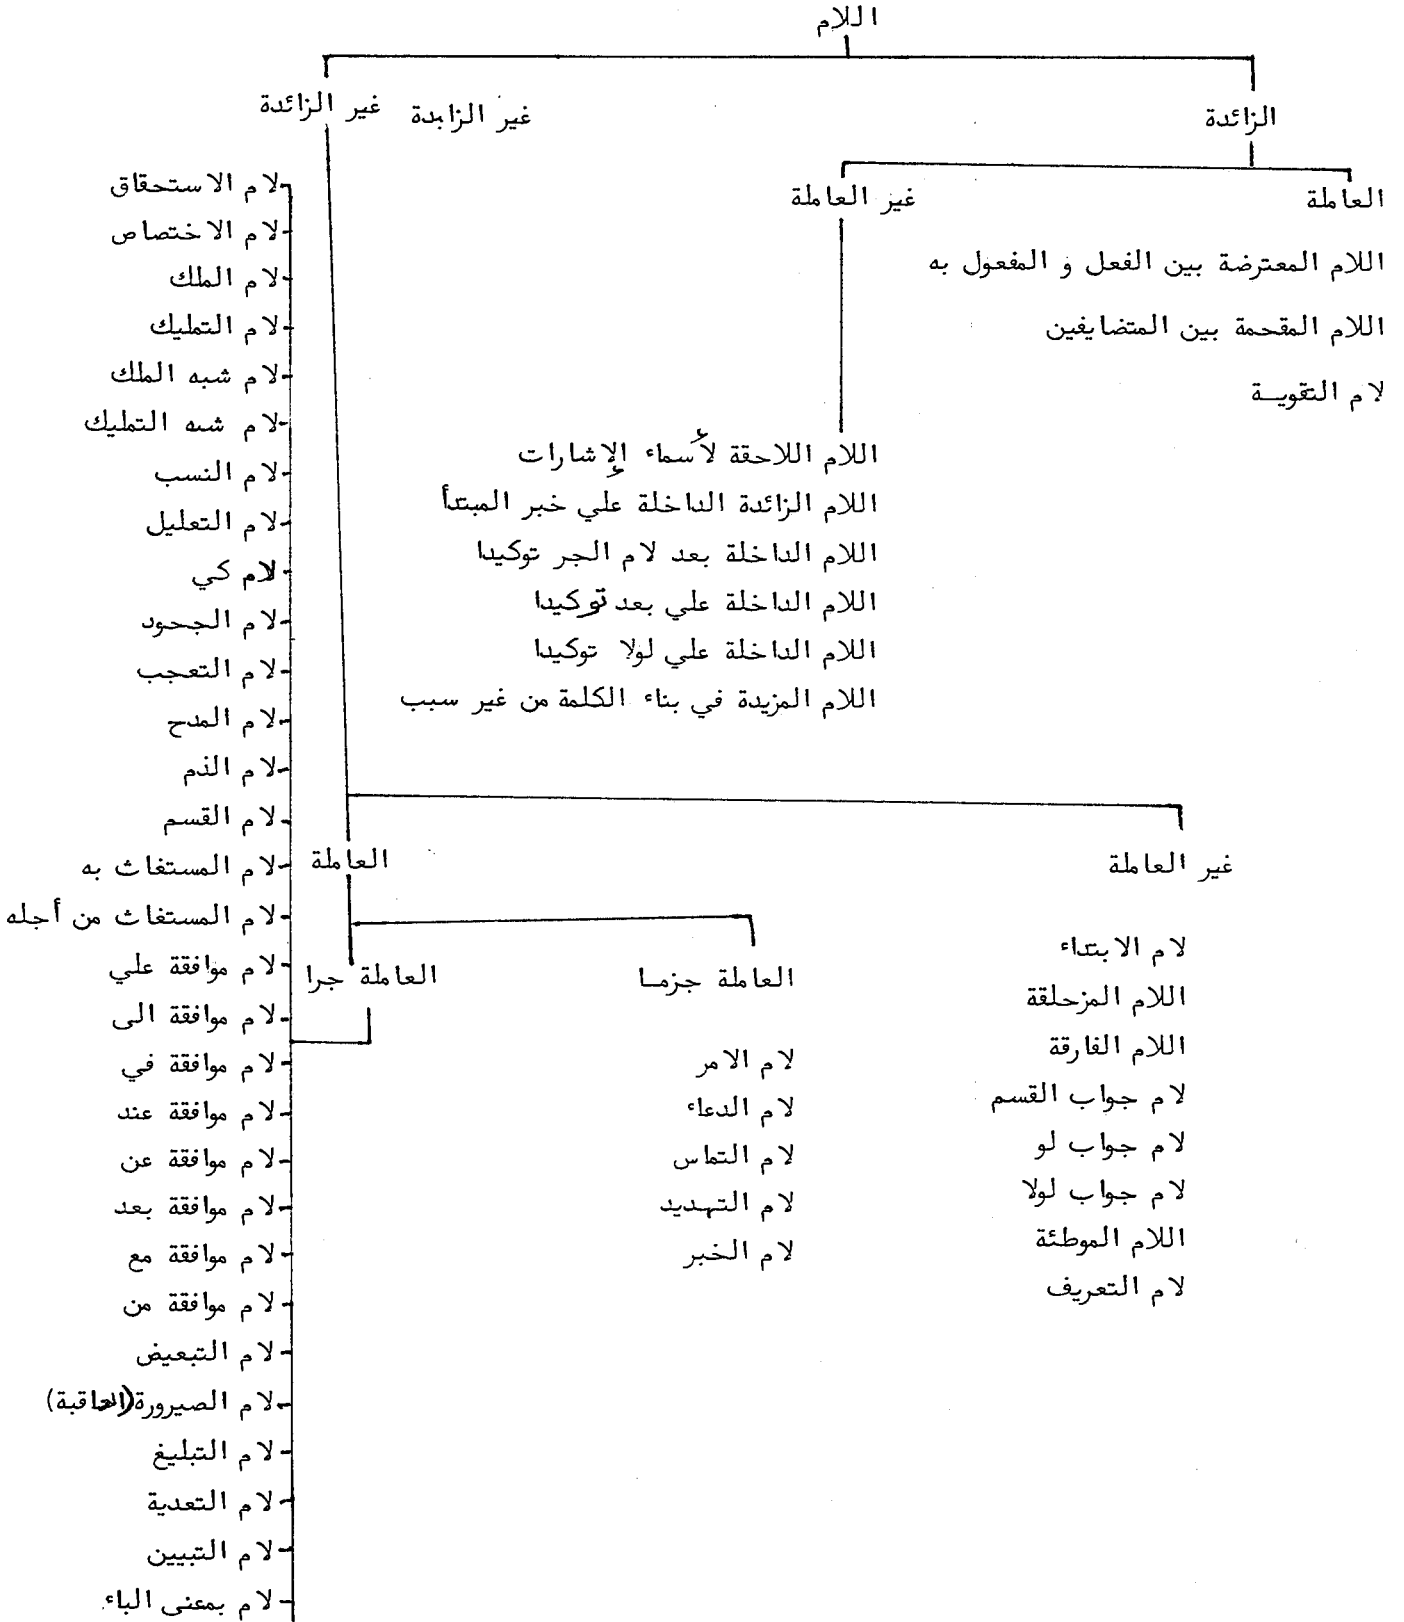 اللام
الزائدة
غير الزابدة
غير الزائدة
العاملة
اللام المعترضة بين الفعل و المفعول به
اللام المقحمة بين المتضايفين
لام التقويـة
غير العاملة
اللام اللاحقة لأسماء الإشارات
اللام الزائدة الداخلة علي خبر المبتدأ
اللام الداخلة بعد لام الجر توكيدا
اللام الداخلة علي بعد توكيدا
اللام الداخلة علي لولا توكيدا
اللام المزيدة في بناء الكلمة من غير سبب
غير العاملة
لام الابتداء
اللام المزحلقة
اللام الفارقة
لام جواب القسم
لام جواب لو
لام جواب لولا
اللام الموطئة
لام التعريف
العاملة
العاملة جزمـا
لام الامر
لام الدعاء
لام التماس
لام التهديد
لام الخبر
العاملة جرا
لام الاستحقاق
لام الاختصاص
لام الملك
لام التمليك
لام شبه الملك
لام شبه التمليك
لام النسب
لام التعليل
لام كي
لام الجحود
لام التعجب
لام المدح
لام الذم
لام القسم
لام المستغاث به
لام المستغاث من أجله
لام موافقة علي
لام موافقة الى
لام موافقة في
لام موافقة عند
لام موافقة عن
لام موافقة بعد
لام موافقة مع
لام موافقة من
لام التبعيض
لام الصيرورة(العاقبة)
لام التبليغ
لام التعدية
لام التبيين
لام بمعنى الباء